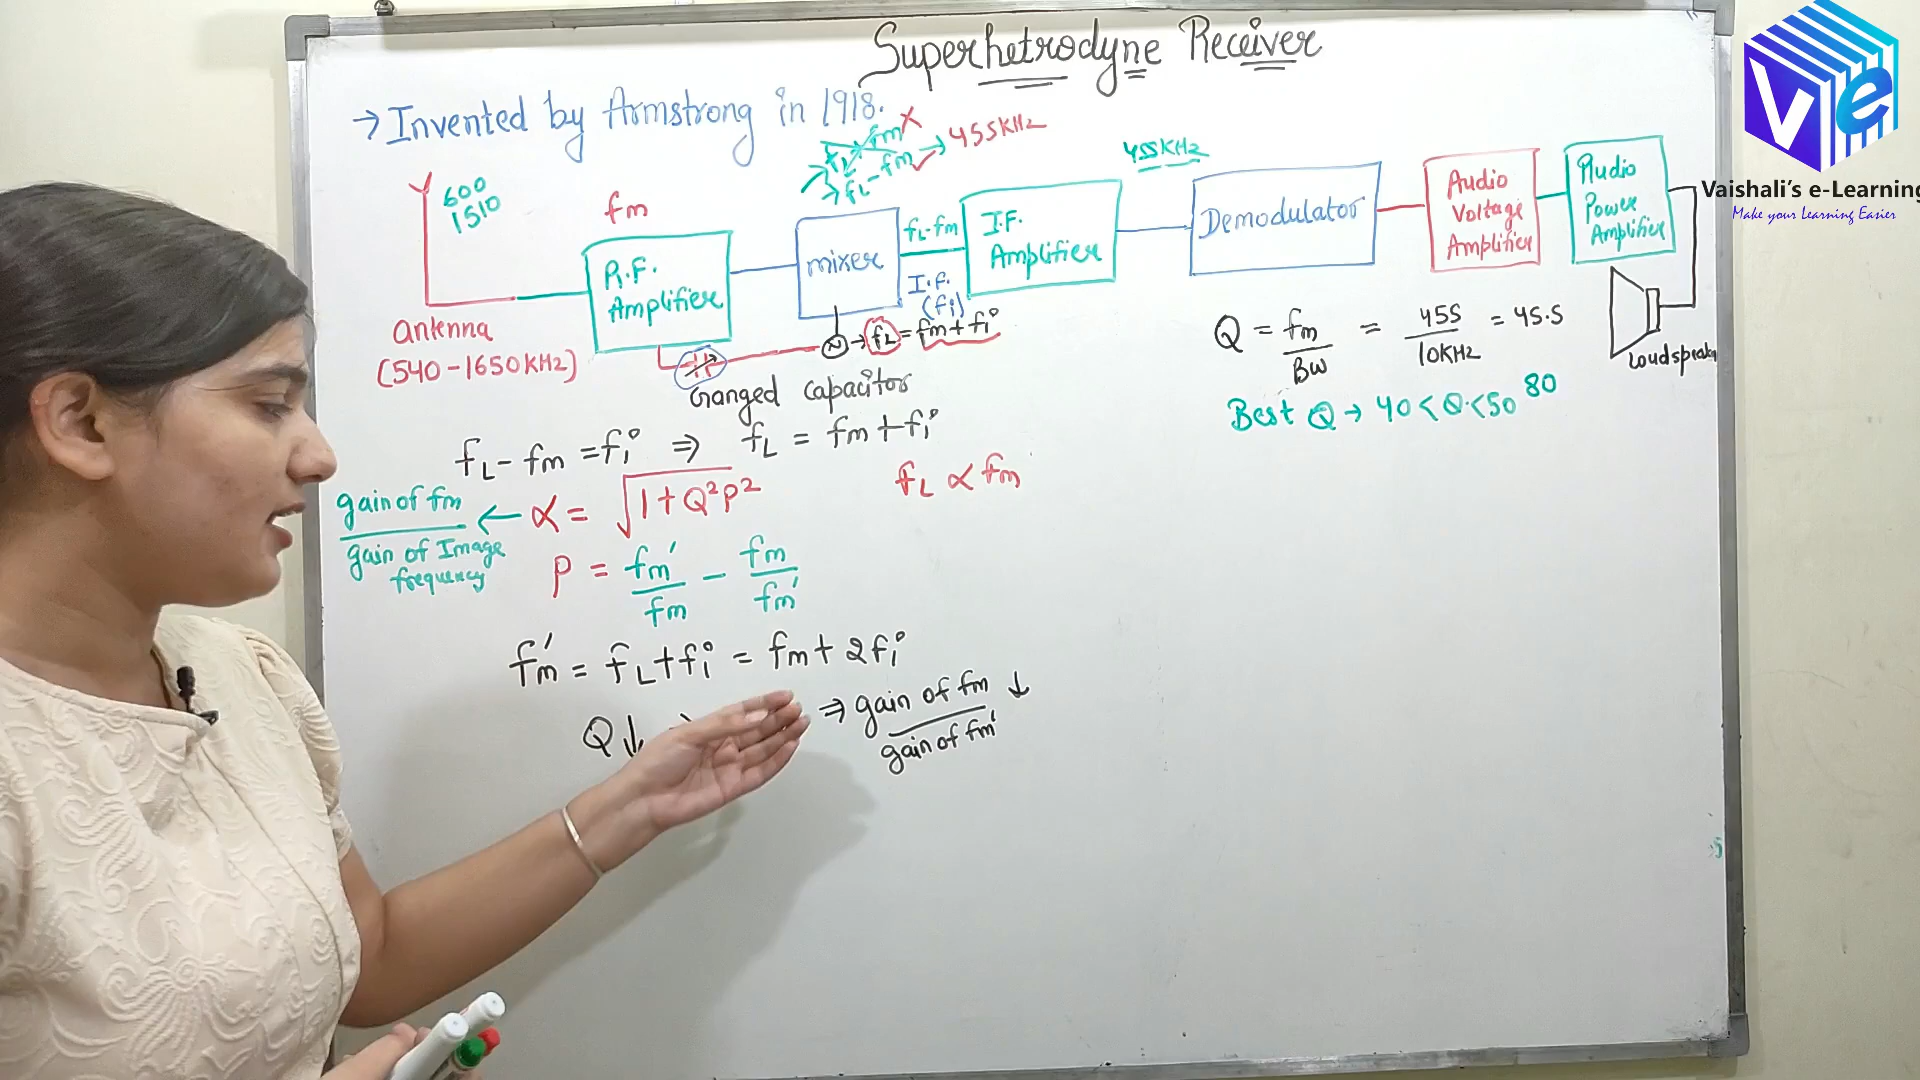 Superhetrodyne Receiver
→ Invented by Armstrong in 1918.
fL + fm X
fL - fm ✓ → 455KHz
455KHz
600
1510
fm
R.F. Amplifier
mixer
fL-fm
I.F.
(fi)
I.F. Amplifier
Demodulator
Audio Voltage Amplifier
Audio Power Amplifier
Loudspeaker
antenna
(540-1650KHz)
→ fL = fm + fi
Ganged capacitor
Q = fm/BW = 455/10KHz = 45.5
Best Q → 40 < Q < 50 80
fL - fm = fi ⇒ fL = fm + fi
fL ∝ fm
gain of fm / gain of Image frequency ← α = √(1 + Q²P²)
P = fm'/fm - fm/fm'
fm' = fL + fi = fm + 2fi
Q↓
⇒ gain of fm / gain of fm' ↓
Ve
Vaishali's e-Learning
Make your Learning Easier